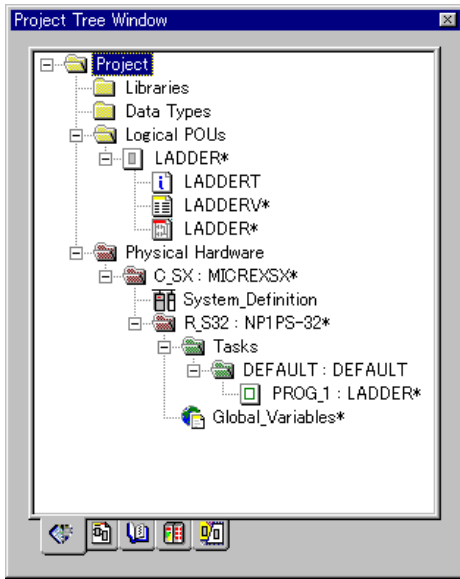 Project Tree Window
Project
Libraries
Data Types
Logical POUs
LADDER*
LADDERT
LADDERV*
LADDER*
Physical Hardware
C_SX : MICREXSX*
System_Definition
R_S32 : NP1PS-32*
Tasks
DEFAULT : DEFAULT
PROG_1 : LADDER*
Global_Variables*